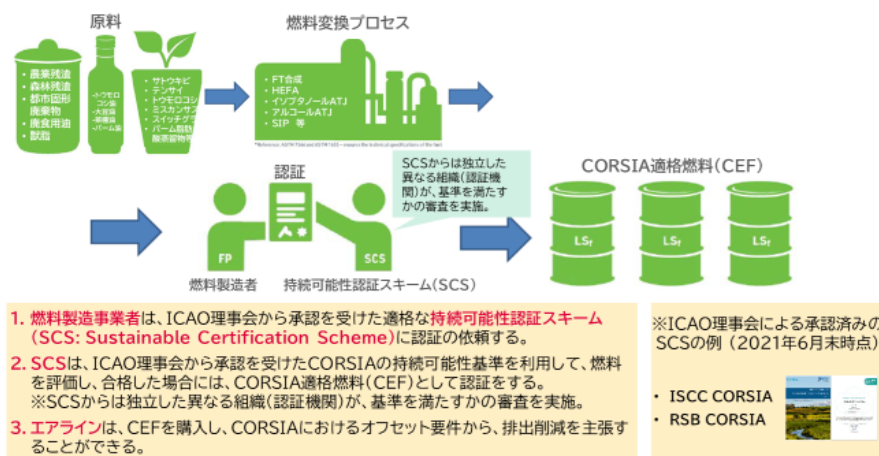 原料
燃料変換プロセス
・農業残渣
・森林残渣
・都市固形
廃棄物
・廃食用油
・獣脂
・トウモロ
コシ油
・大豆油
・パーム油
・サトウキビ
・テンサイ
・トウモロコシ
・ミスカンサス
・スイッチグラ
・パーム脂肪
酸蒸留物等
・FT合成
・HEFA
・イソブタノールATJ
・アルコールATJ
・SIP 等
認証
SCSからは独立した
異なる組織(認証機
関)が、基準を満たす
かの審査を実施。
CORSIA適格燃料(CEF)
FP
SCS
LSf
LSf
LSf
燃料製造者
持続可能性認証スキーム(SCS)
1. 燃料製造事業者は、ICAO理事会から承認を受けた適格な持続可能性認証スキーム
(SCS: Sustainable Certification Scheme)に認証の依頼する。
2. SCSは、ICAO理事会から承認を受けたCORSIAの持続可能性基準を利用して、燃料
を評価し、合格した場合には、CORSIA適格燃料(CEF)として認証をする。
※SCSからは独立した異なる組織(認証機関)が、基準を満たすかの審査を実施。
3. エアラインは、CEFを購入し、CORSIAにおけるオフセット要件から、排出削減を主張す
ることができる。
※ICAO理事会による承認済みの
SCSの例 (2021年6月末時点)
・ISCC CORSIA
・RSB CORSIA